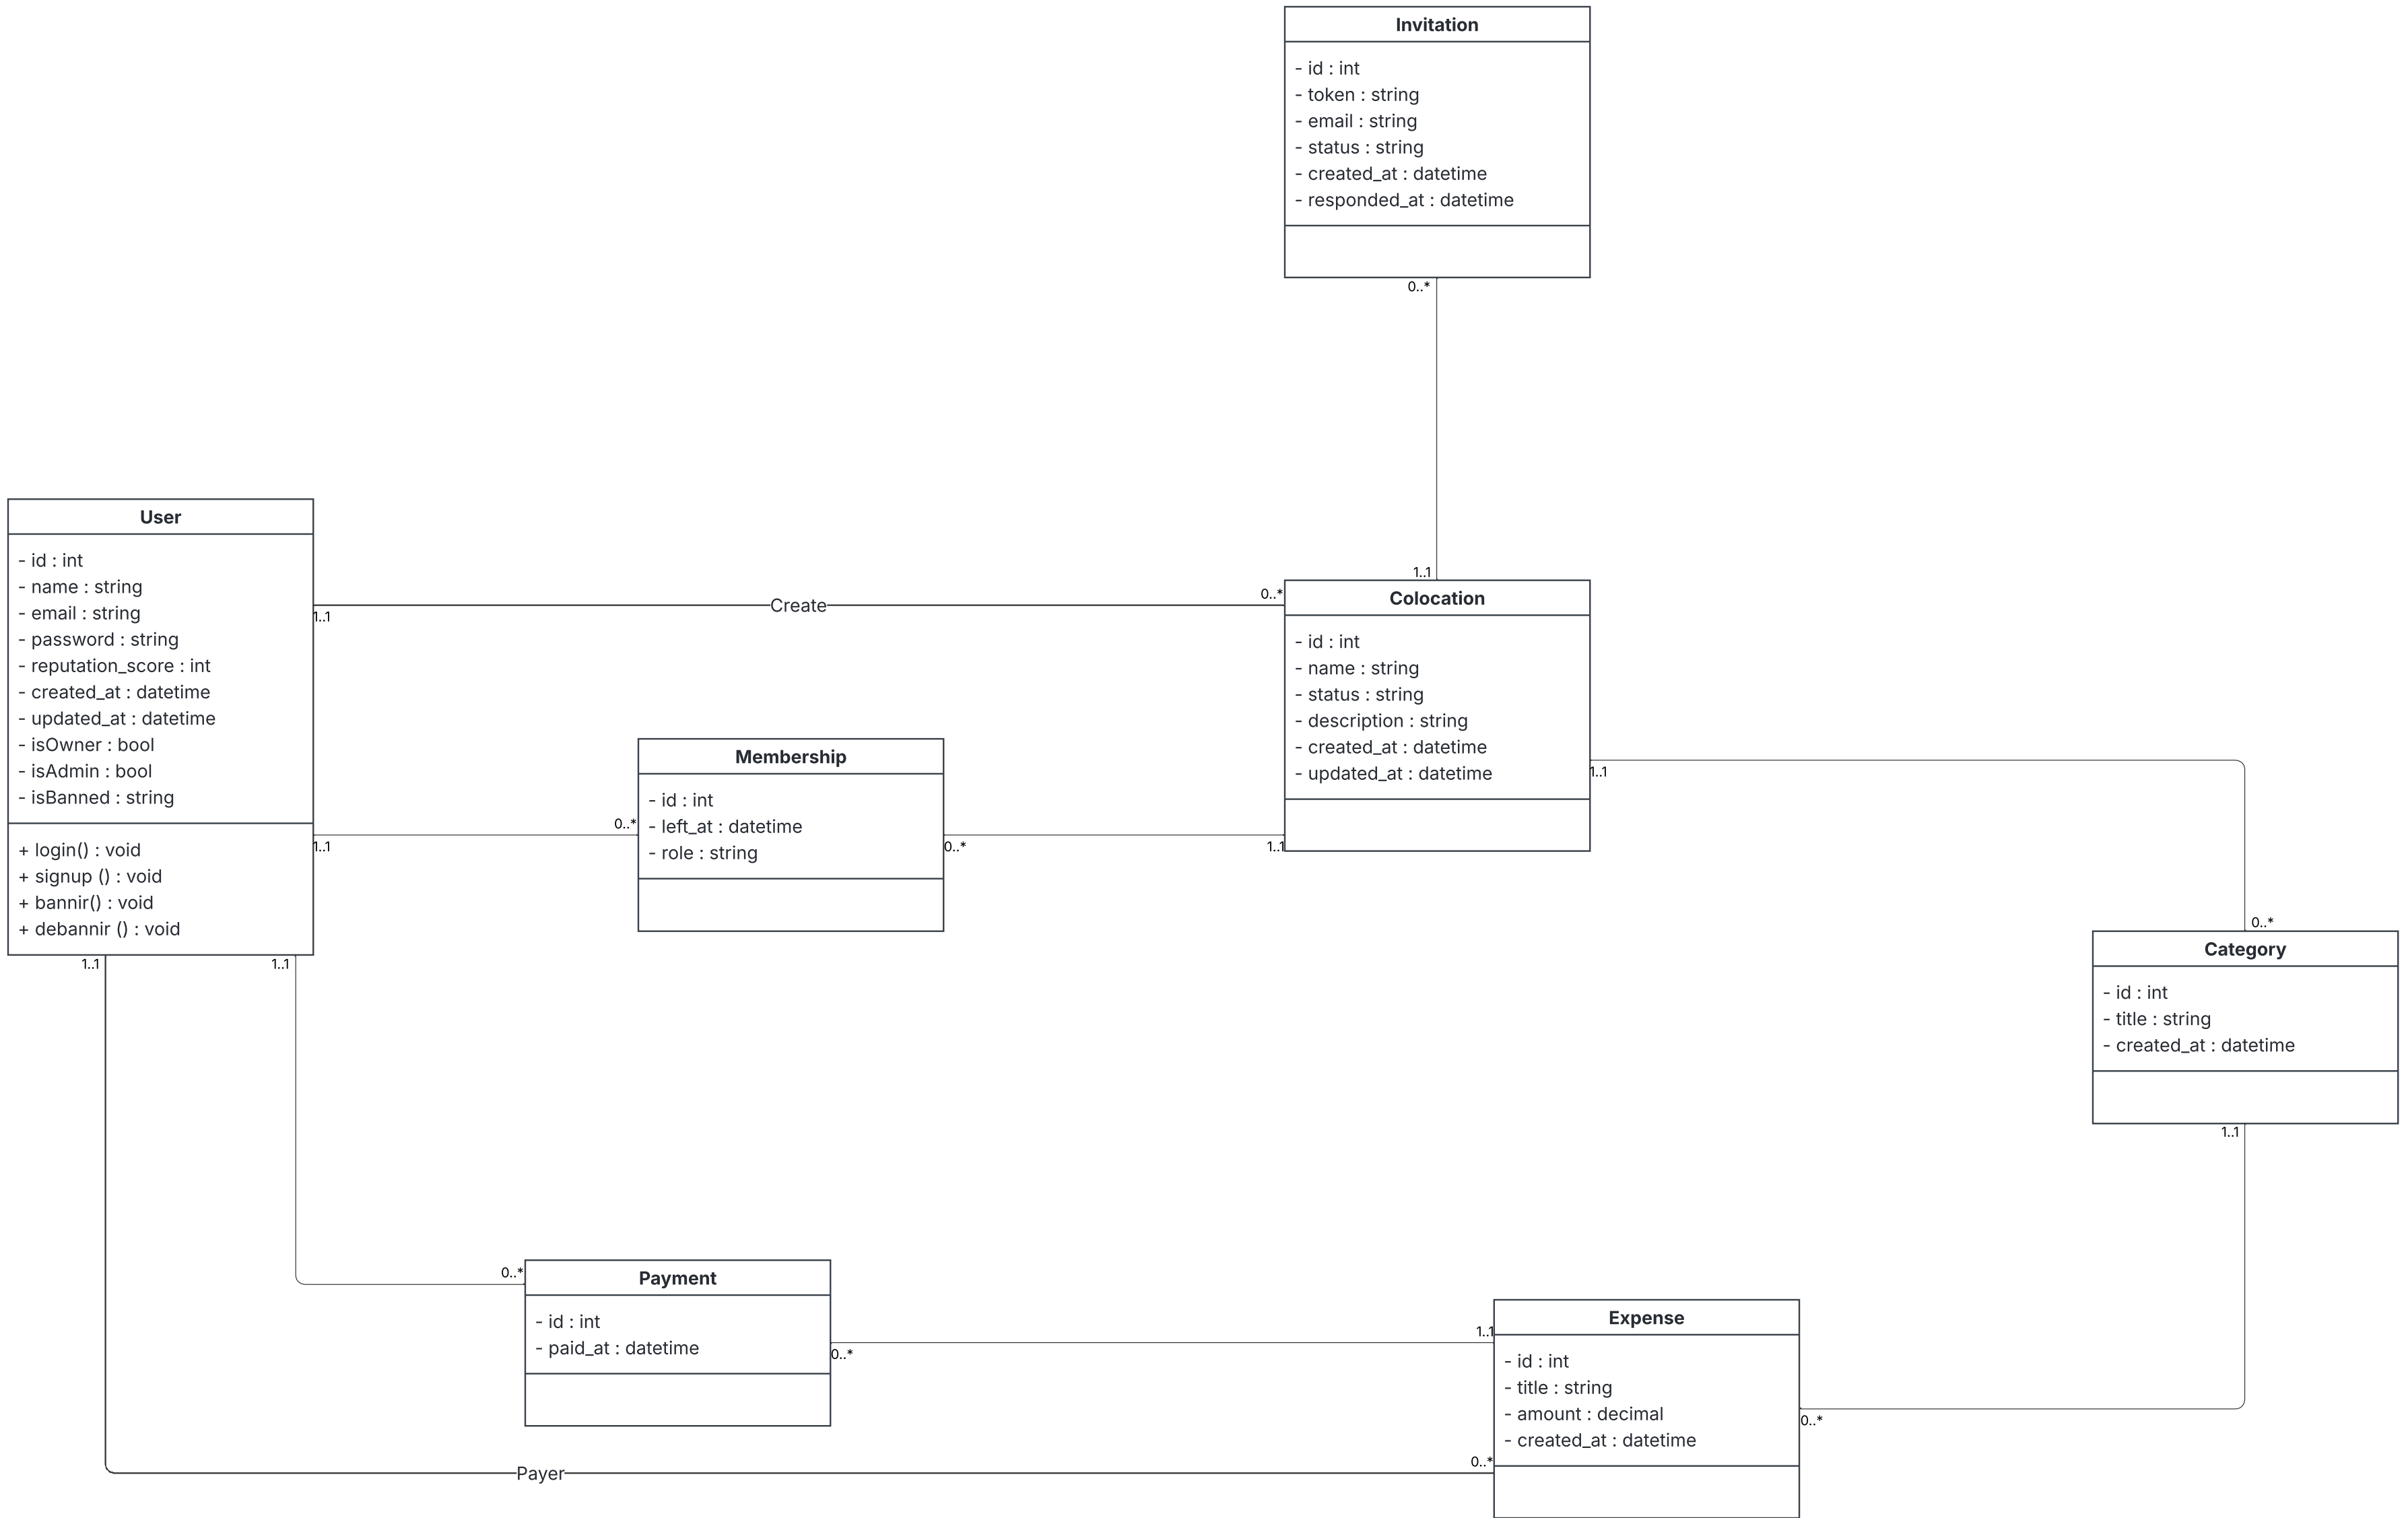 Invitation
- id : int
- token : string
- email : string
- status : string
- created_at : datetime
- responded_at : datetime
0..*
1..1
User
- id : int
- name : string
- email : string
- password : string
- reputation_score : int
- created_at : datetime
- updated_at : datetime
- isOwner : bool
- isAdmin : bool
- isBanned : string
+ login() : void
+ signup () : void
+ bannir() : void
+ debannir () : void
1..1
Create
0..*
Colocation
- id : int
- name : string
- status : string
- description : string
- created_at : datetime
- updated_at : datetime
1..1
0..*
Membership
- id : int
- left_at : datetime
- role : string
0..*
1..1
1..1
0..*
Category
- id : int
- title : string
- created_at : datetime
1..1
1..1
1..1
0..*
Payment
- id : int
- paid_at : datetime
0..*
1..1
Expense
- id : int
- title : string
- amount : decimal
- created_at : datetime
0..*
Payer
0..*